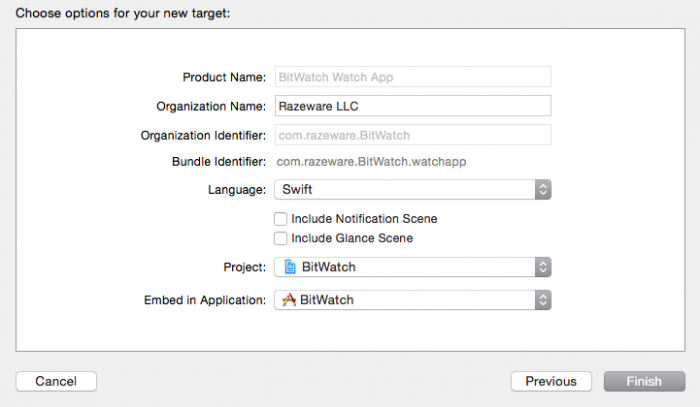 Choose options for your new target:
Product Name: BitWatch Watch App
Organization Name: Razeware LLC
Organization Identifier: com.razeware.BitWatch
Bundle Identifier: com.razeware.BitWatch.watchapp
Language: Swift
Include Notification Scene
Include Glance Scene
Project: BitWatch
Embed in Application: BitWatch
Cancel Previous Finish